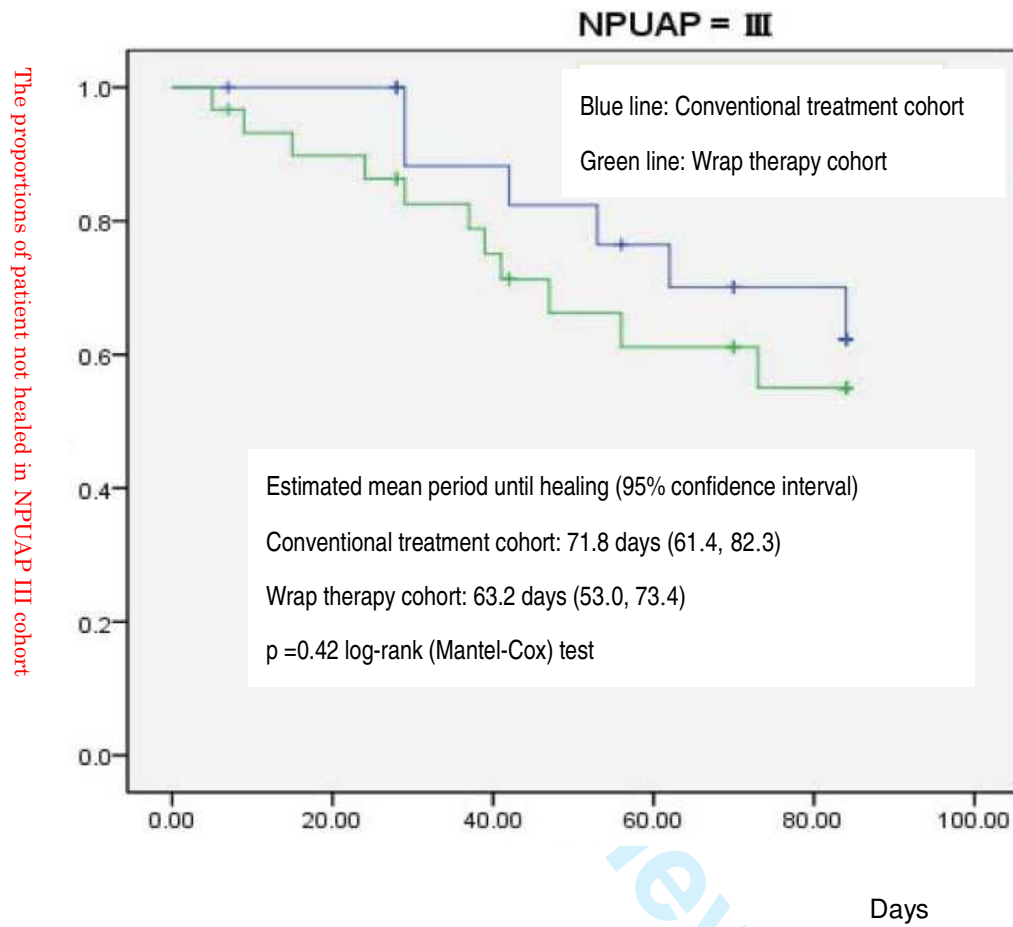 NPUAP = Ⅲ
The proportions of patient not healed in NPUAP III cohort
1.0
0.8
0.6
0.4
0.2
0.0
Blue line: Conventional treatment cohort
Green line: Wrap therapy cohort
Estimated mean period until healing (95% confidence interval)
Conventional treatment cohort: 71.8 days (61.4, 82.3)
Wrap therapy cohort: 63.2 days (53.0, 73.4)
p =0.42 log-rank (Mantel-Cox) test
0.00 20.00 40.00 60.00 80.00 100.00
Days